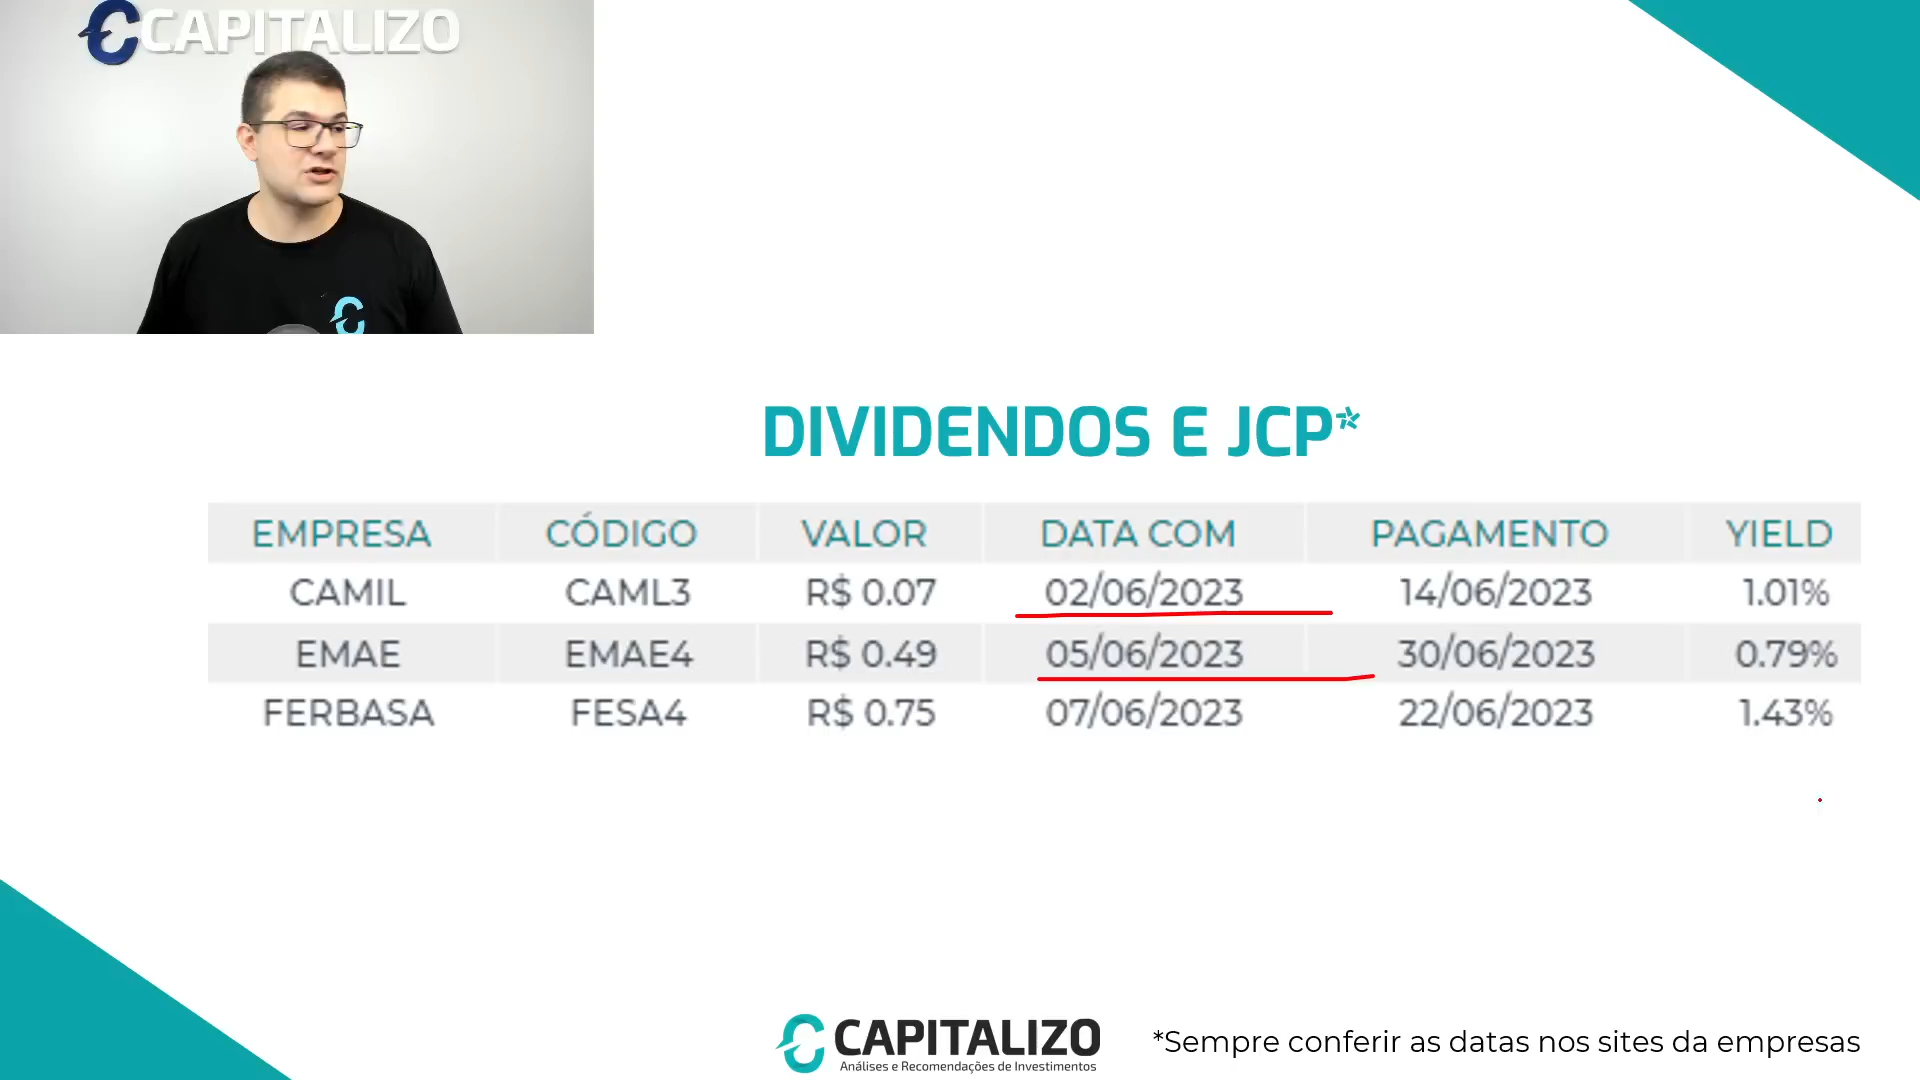 CAPITALIZO
DIVIDENDOS E JCP*
EMPRESA CÓDIGO VALOR DATA COM PAGAMENTO YIELD
CAMIL CAML3 R$ 0.07 02/06/2023 14/06/2023 1.01%
EMAE EMAE4 R$ 0.49 05/06/2023 30/06/2023 0.79%
FERBASA FESA4 R$ 0.75 07/06/2023 22/06/2023 1.43%
CAPITALIZO
Análises e Recomendações de Investimentos
*Sempre conferir as datas nos sites da empresas